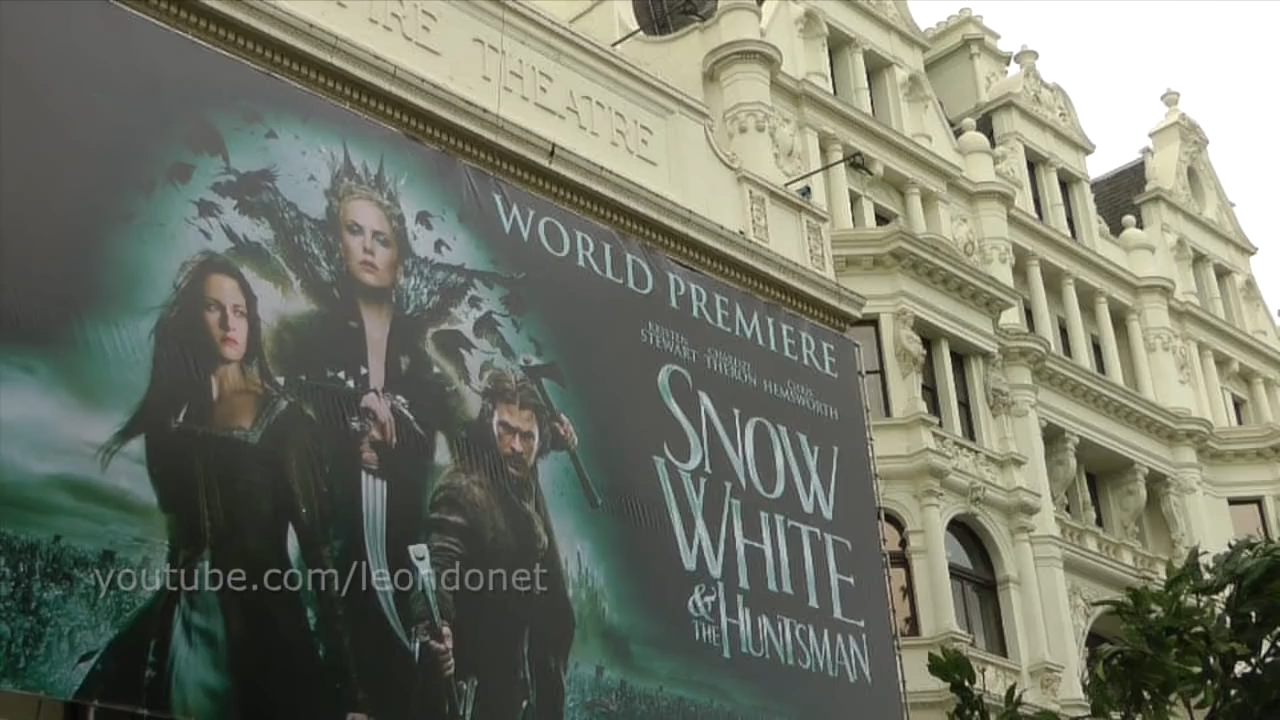 THEATRE
WORLD PREMIERE
KRISTEN STEWART CHARLIZE THERON CHRIS HEMSWORTH
SNOW
WHITE
& THE HUNTSMAN
youtube.com/leondonet